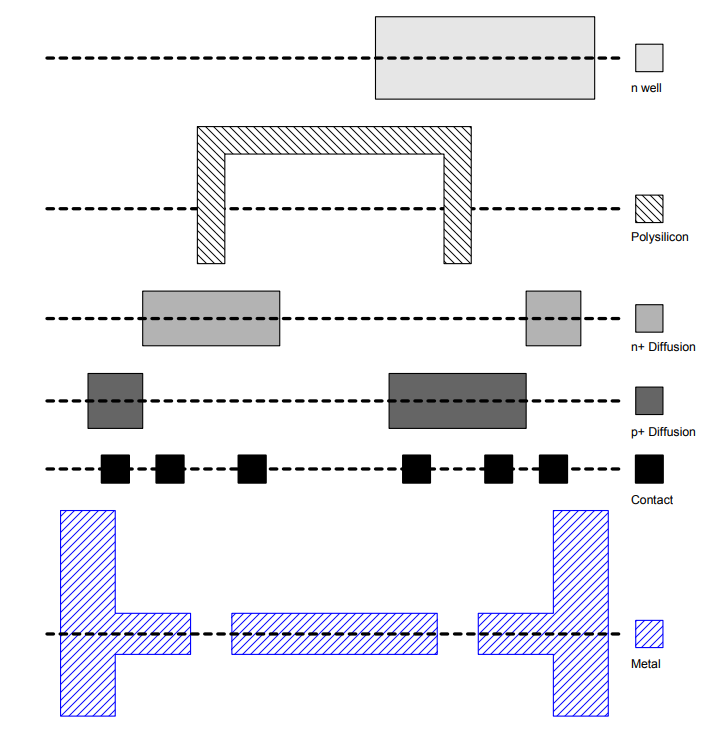 n well
Polysilicon
n+ Diffusion
p+ Diffusion
Contact
Metal